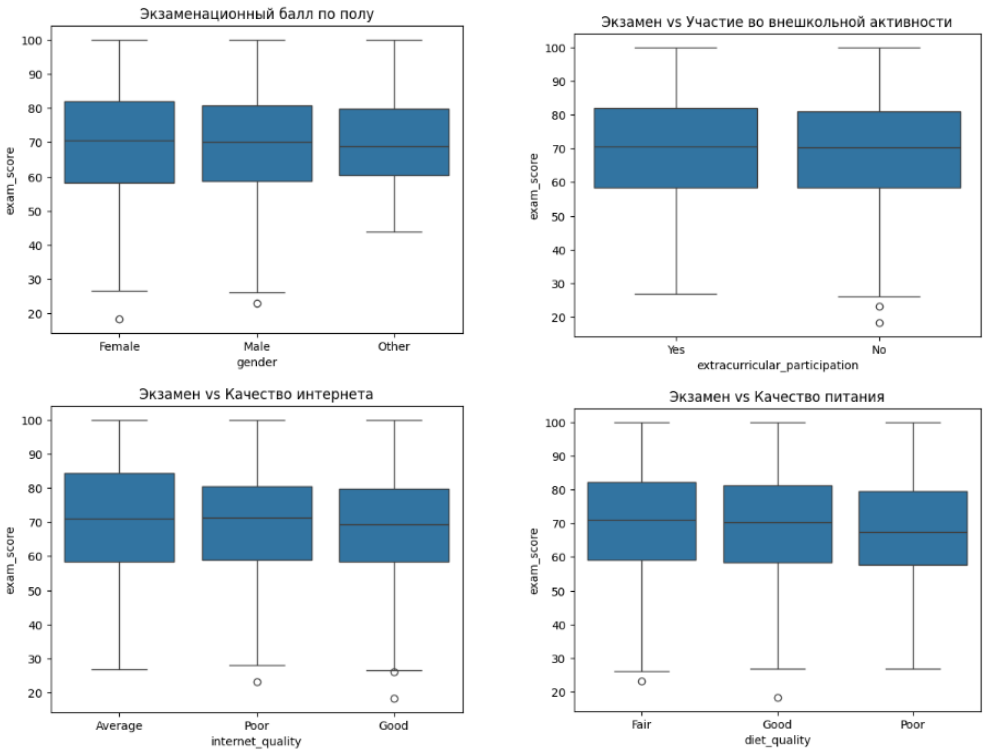 Экзаменационный балл по полу
100
90
80
70
60
50
40
30
20
exam_score
Female Male Other
gender
Экзамен vs Участие во внешкольной активности
100
90
80
70
60
50
40
30
20
exam_score
Yes No
extracurricular_participation
Экзамен vs Качество интернета
100
90
80
70
60
50
40
30
20
exam_score
Average Poor Good
internet_quality
Экзамен vs Качество питания
100
90
80
70
60
50
40
30
20
exam_score
Fair Good Poor
diet_quality